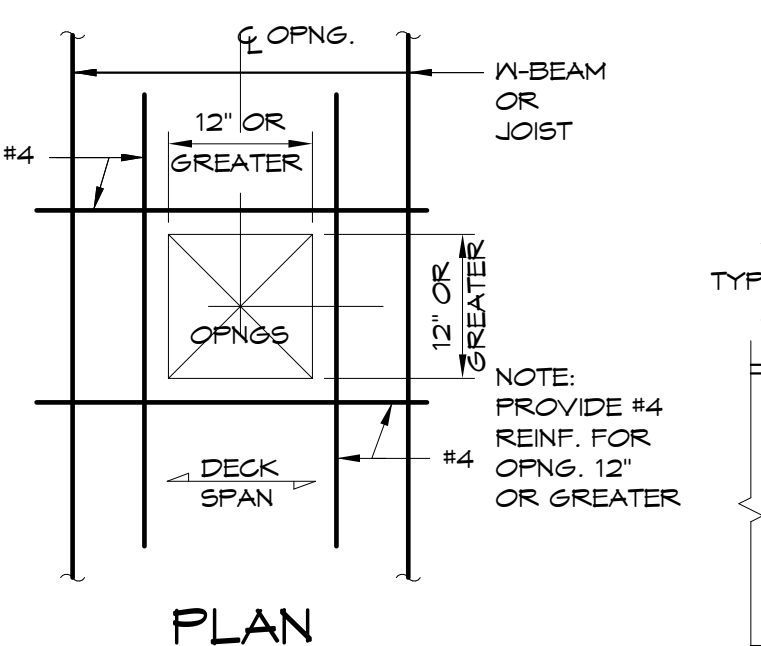 ℄ OPNG.
W-BEAM
OR
JOIST
12" OR
GREATER
#4
12" OR
GREATER
OPNGS
TYP
NOTE:
PROVIDE #4
REINF. FOR
OPNG. 12"
OR GREATER
#4
DECK
SPAN
PLAN